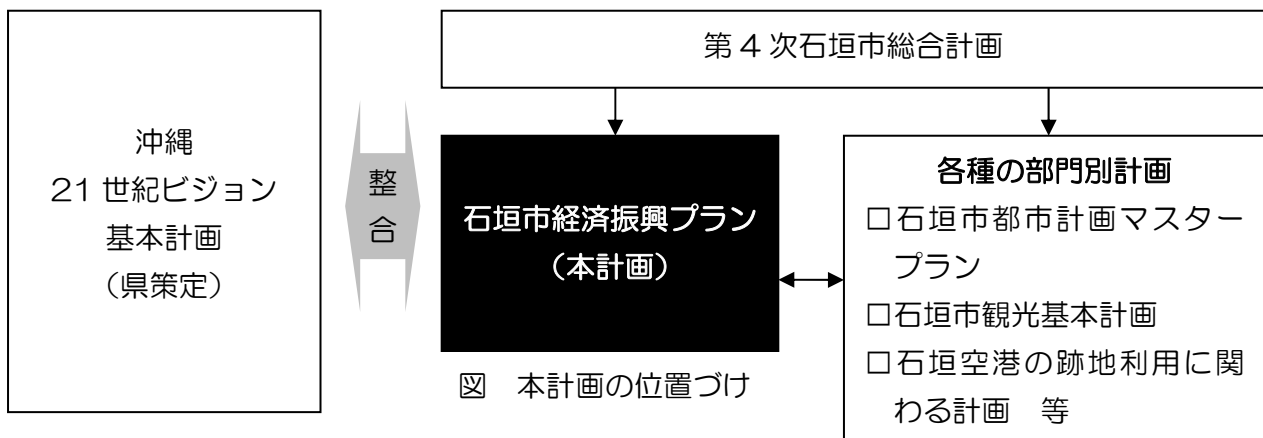 沖縄
21 世紀ビジョン
基本計画
（県策定）
整
合
第 4 次石垣市総合計画
石垣市経済振興プラン
（本計画）
図　本計画の位置づけ
各種の部門別計画
□石垣市都市計画マスター
プラン
□石垣市観光基本計画
□石垣空港の跡地利用に関
わる計画　等